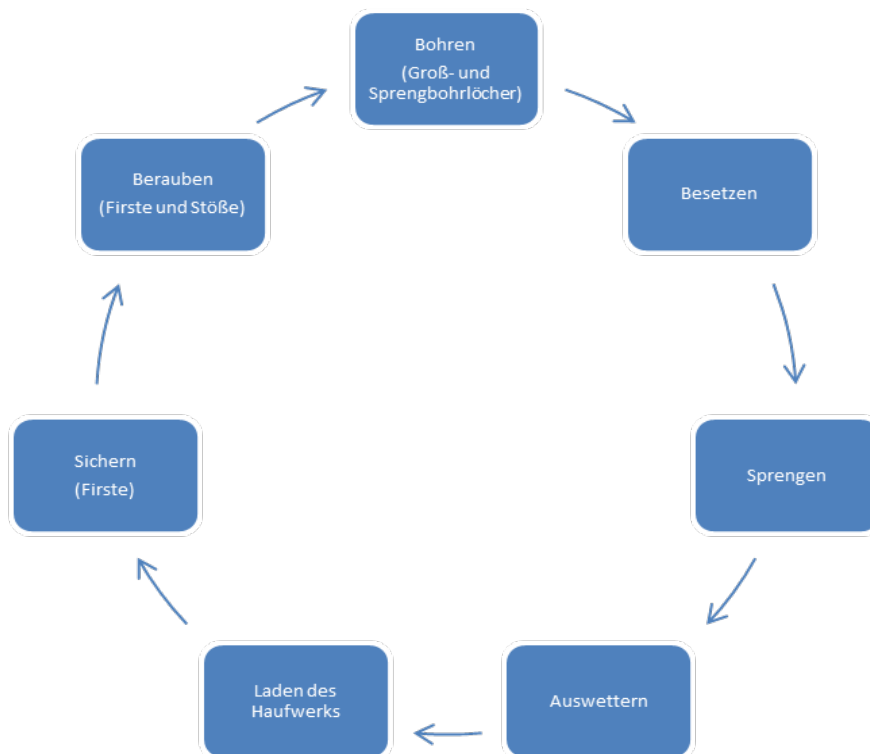 Bohren
(Groß- und
Sprengbohrlöcher)
Besetzen
Sprengen
Auswettern
Laden des
Haufwerks
Sichern
(Firste)
Berauben
(Firste und Stöße)